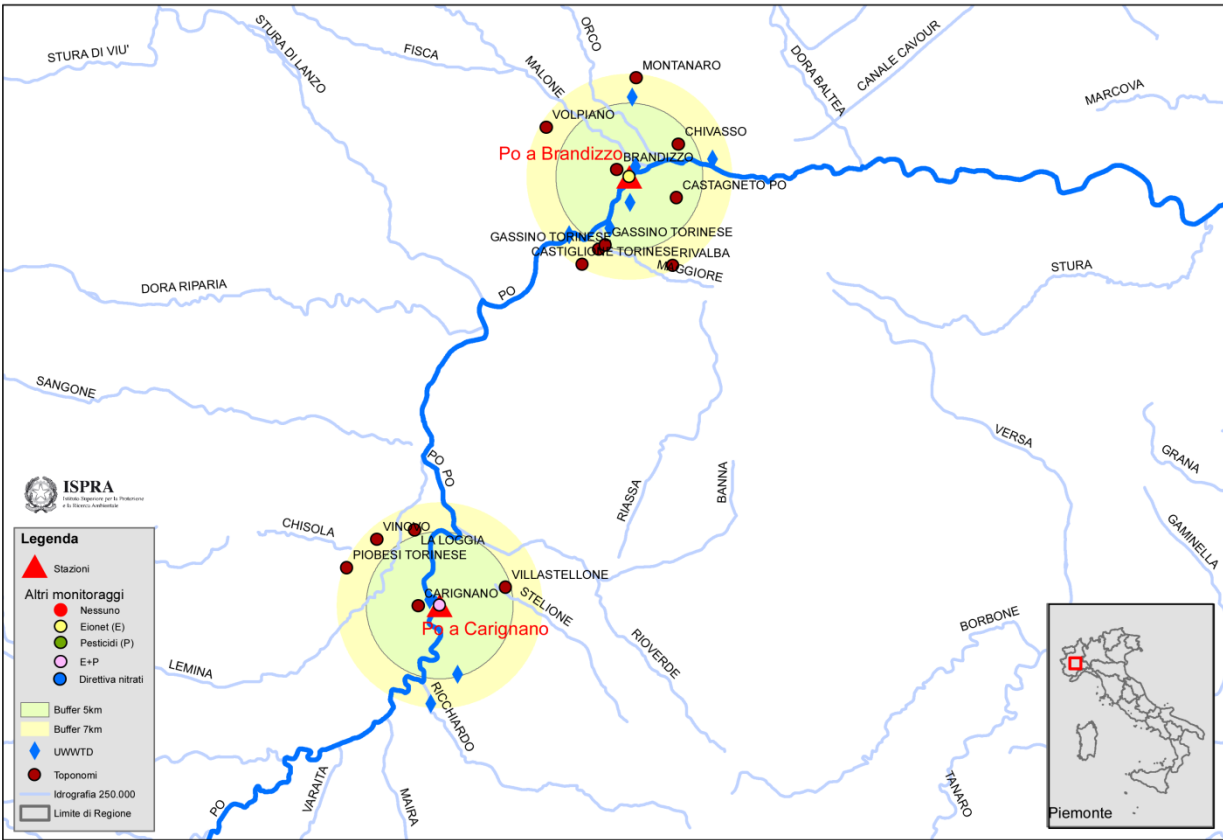 STURA DI VIU'
STURA DI LANZO
FISCA
ORCO
MALONE
MONTANARO
DORA BALTEA
CANALE CAVOUR
MARCOVA
VOLPIANO
CHIVASSO
Po a Brandizzo
BRANDIZZO
CASTAGNETO PO
GASSINO TORINESE
GASSINO TORINESE
CASTIGLIONE TORINESE
RIVALBA
MAGGIORE
STURA
DORA RIPARIA
PO
SANGONE
VERSA
PO
PO
GRANA
BANNA
RIASSA
GAMINELLA
ISPRA
Istituto Superiore per la Protezione
e la Ricerca Ambientale
CHISOLA
VINOVO
LA LOGGIA
PIOBESI TORINESE
VILLASTELLONE
CARIGNANO
STELIONE
Po a Carignano
RIOVERDE
BORBONE
LEMINA
RICCHIARDO
VARAITA
MAIRA
TANARO
PO
Legenda
Stazioni
Altri monitoraggi
Nessuno
Eionet (E)
Pesticidi (P)
E+P
Direttiva nitrati
Buffer 5km
Buffer 7km
UWWTD
Toponomi
Idrografia 250.000
Limite di Regione
Piemonte